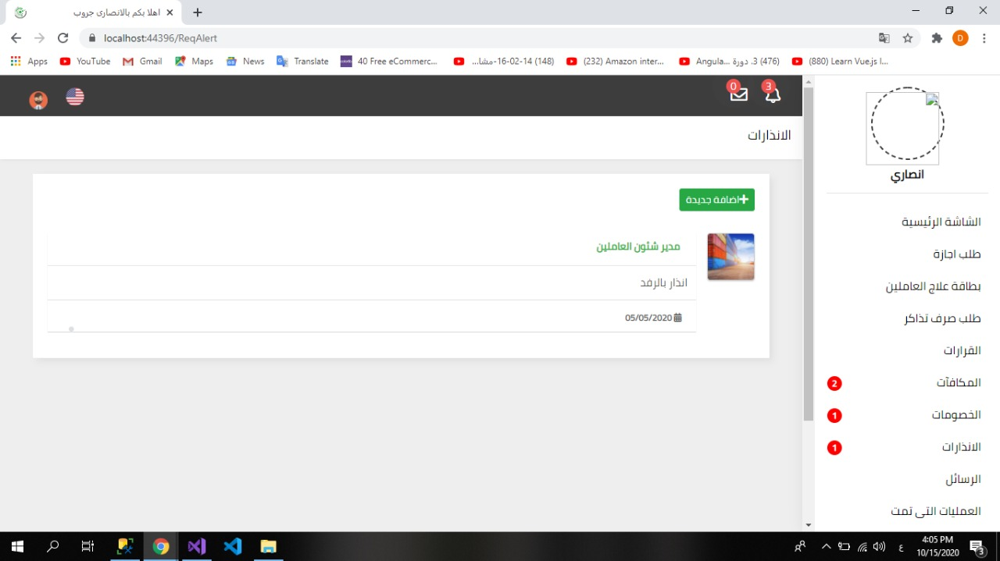 اهلا بكم بالانصارى جروب
localhost:44396/ReqAlert
Apps
YouTube
Gmail
Maps
News
Translate
40 Free eCommerc...
(148) 16-02-14-مشا...
(232) Amazon inter...
(476) 3. دورة Angula...
(880) Learn Vue.js I...
0
3
الانذارات
اضافة جديدة
مدير شئون العاملين
انذار بالرفد
05/05/2020
انصاري
الشاشة الرئيسية
طلب اجازة
بطاقة علاج العاملين
طلب صرف تذاكر
القرارات
المكافآت 2
الخصومات 1
الانذارات 1
الرسائل
العمليات التى تمت
D
ع
4:05 PM
10/15/2020
3